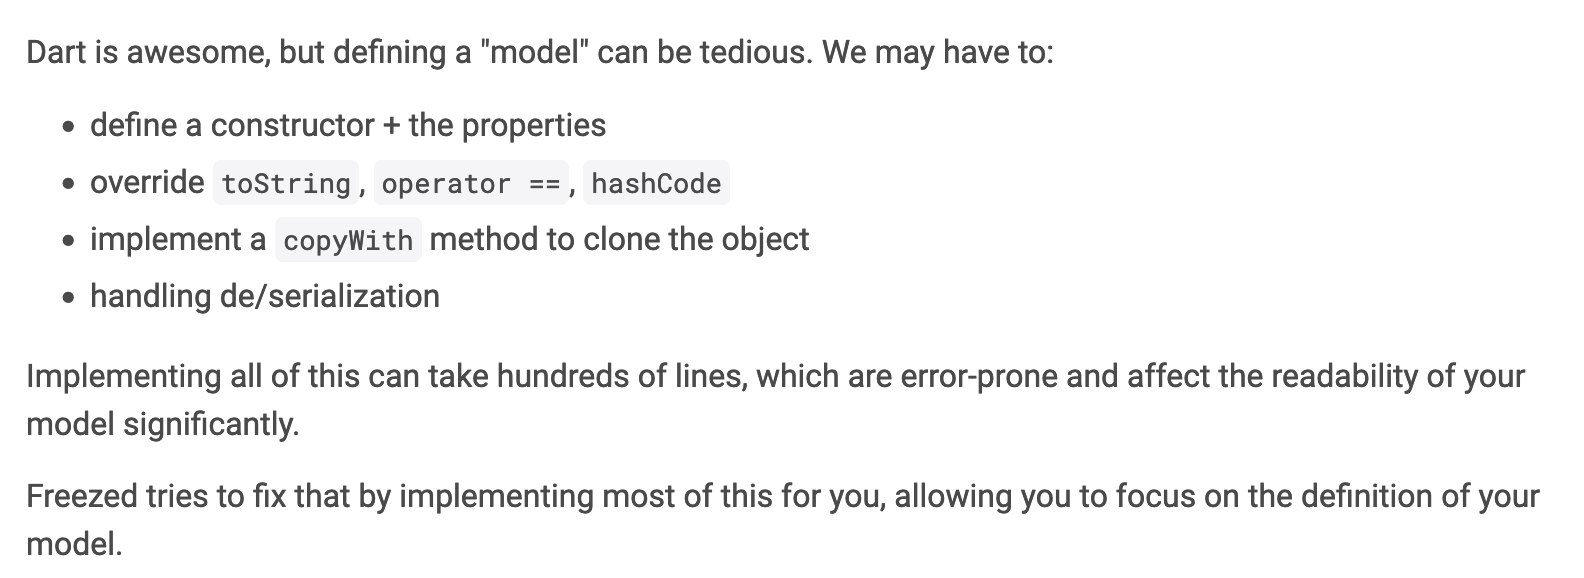 Dart is awesome, but defining a "model" can be tedious. We may have to:
• define a constructor + the properties
• override toString, operator ==, hashCode
• implement a copyWith method to clone the object
• handling de/serialization
Implementing all of this can take hundreds of lines, which are error-prone and affect the readability of your
model significantly.
Freezed tries to fix that by implementing most of this for you, allowing you to focus on the definition of your
model.